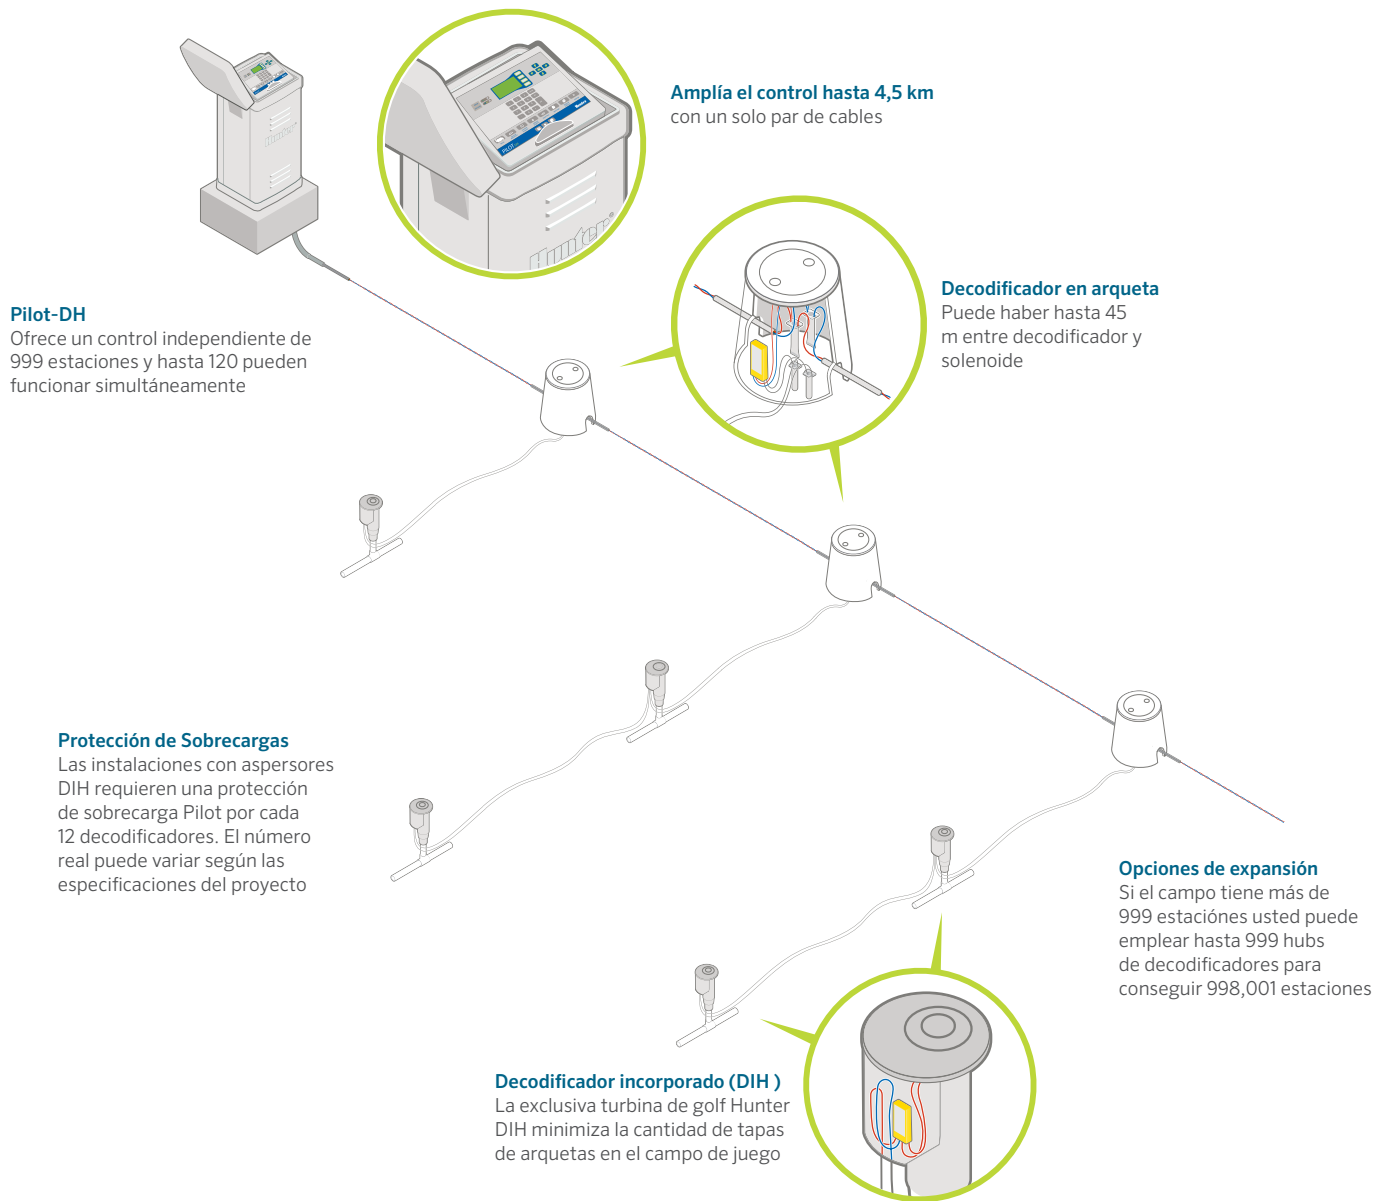 Amplía el control hasta 4,5 km
con un solo par de cables
PILOT
Hunter
Hunter
Decodificador en arqueta
Puede haber hasta 45
m entre decodificador y
solenoide
Pilot-DH
Ofrece un control independiente de
999 estaciones y hasta 120 pueden
funcionar simultáneamente
Protección de Sobrecargas
Las instalaciones con aspersores
DIH requieren una protección
de sobrecarga Pilot por cada
12 decodificadores. El número
real puede variar según las
especificaciones del proyecto
Opciones de expansión
Si el campo tiene más de
999 estaciónes usted puede
emplear hasta 999 hubs
de decodificadores para
conseguir 998,001 estaciones
Decodificador incorporado (DIH )
La exclusiva turbina de golf Hunter
DIH minimiza la cantidad de tapas
de arquetas en el campo de juego